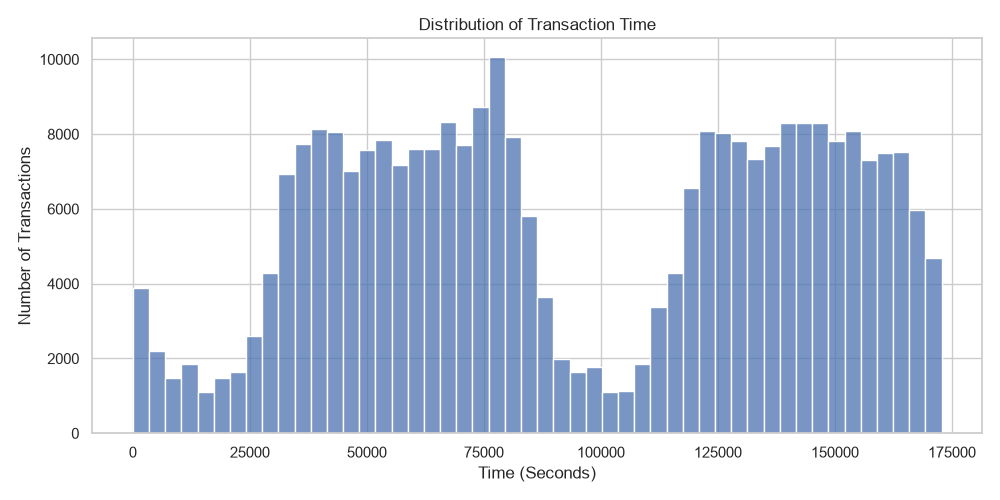 Distribution of Transaction Time
Number of Transactions
10000
8000
6000
4000
2000
0
0 25000 50000 75000 100000 125000 150000 175000
Time (Seconds)